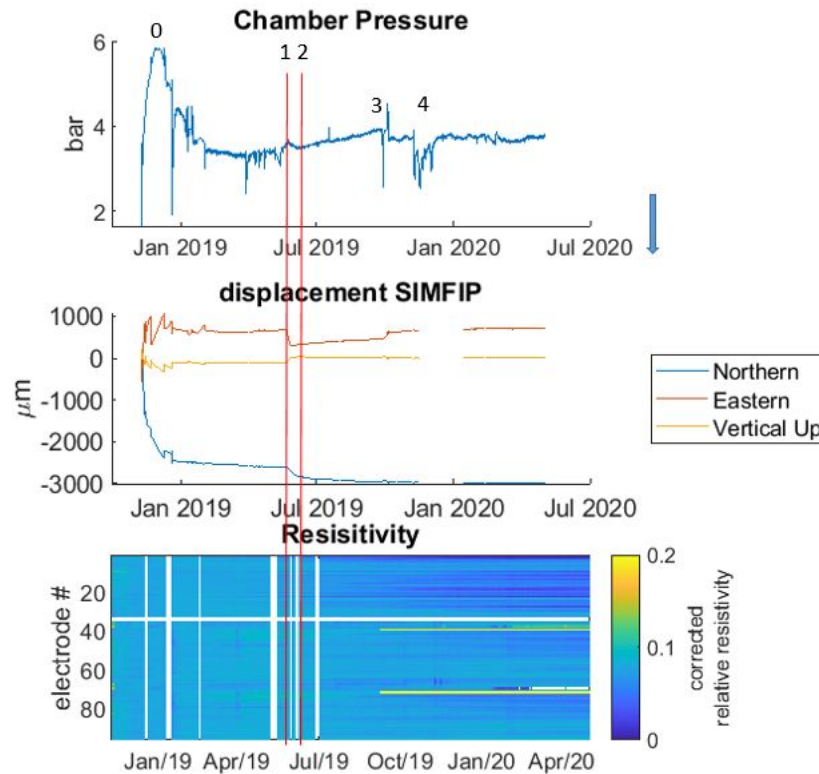 Chamber Pressure
0
1 2
3
4
6
4
2
bar
Jan 2019 Jul 2019 Jan 2020 Jul 2020
displacement SIMFIP
1000
0
-1000
-2000
-3000
μm
Northern
Eastern
Vertical Up
Jan 2019 Jul 2019 Jan 2020 Jul 2020
Resisitivity
20
40
60
80
electrode #
0.2
0.1
0
corrected
relative resistivity
Jan/19 Apr/19 Jul/19 Oct/19 Jan/20 Apr/20